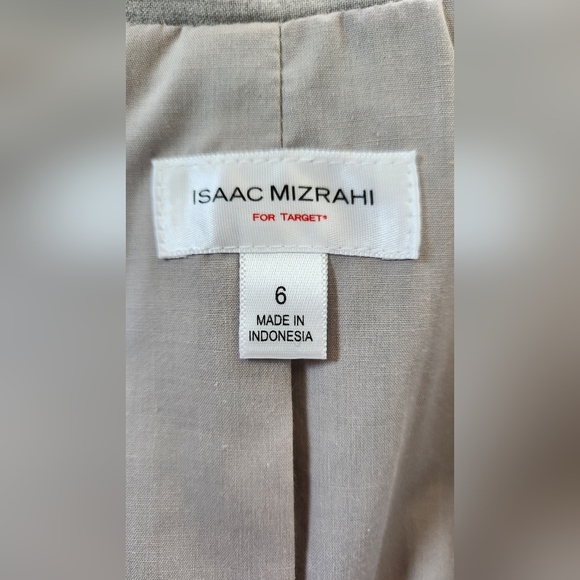 ISAAC MIZRAHI
FOR TARGET®
6
MADE IN
INDONESIA